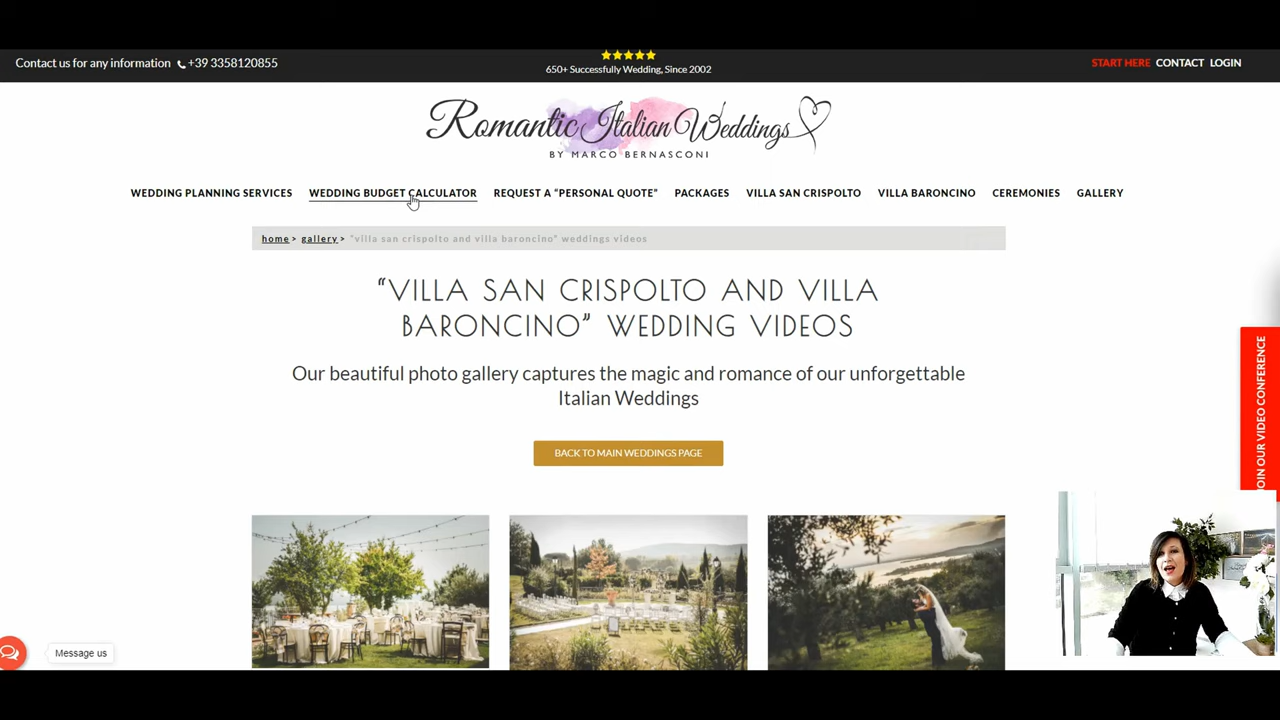 Contact us for any information +39 3358120855
650+ Successfully Wedding, Since 2002
START HERE CONTACT LOGIN
Romantic Italian Weddings
BY MARCO BERNASCONI
WEDDING PLANNING SERVICES WEDDING BUDGET CALCULATOR REQUEST A “PERSONAL QUOTE” PACKAGES VILLA SAN CRISPOLTO VILLA BARONCINO CEREMONIES GALLERY
home > gallery > "villa san crispolto and villa baroncino" weddings videos
“VILLA SAN CRISPOLTO AND VILLA
BARONCINO” WEDDING VIDEOS
Our beautiful photo gallery captures the magic and romance of our unforgettable
Italian Weddings
BACK TO MAIN WEDDINGS PAGE
JOIN OUR VIDEO CONFERENCE
Message us